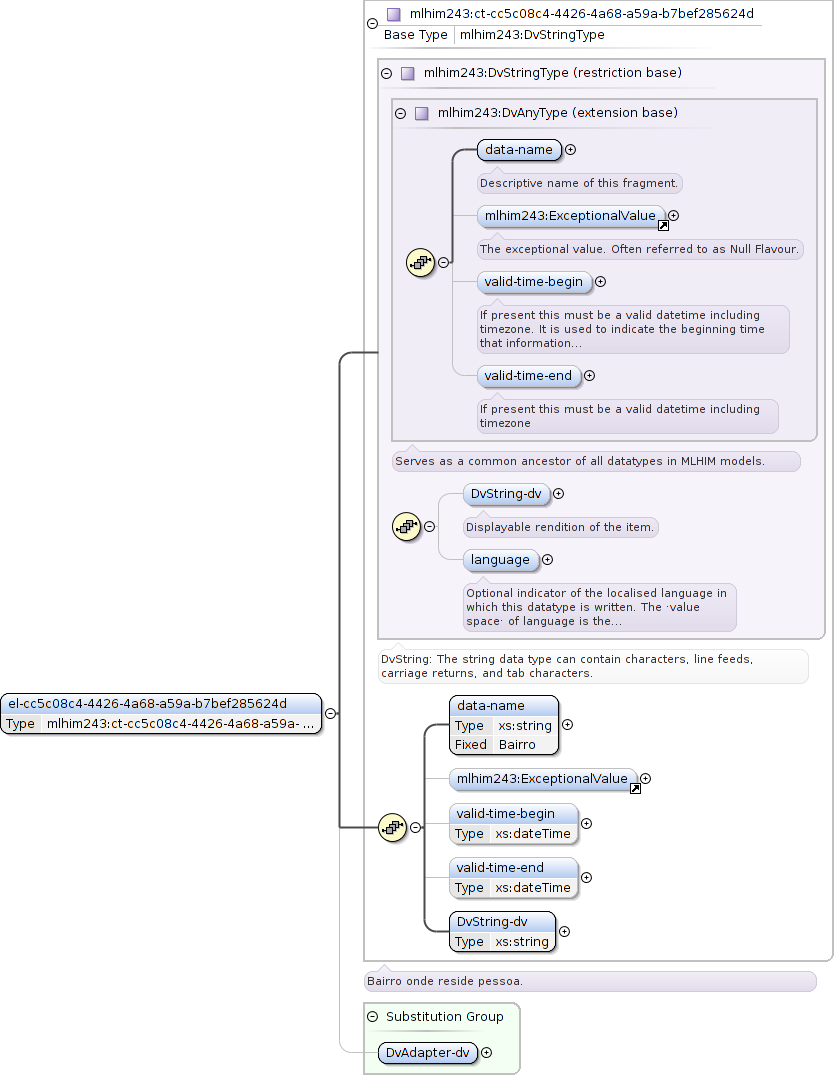 mlhim243:ct-cc5c08c4-4426-4a68-a59a-b7bef285624d
Base Type mlhim243:DvStringType
mlhim243:DvStringType (restriction base)
mlhim243:DvAnyType (extension base)
data-name
Descriptive name of this fragment.
mlhim243:ExceptionalValue
The exceptional value. Often referred to as Null Flavour.
valid-time-begin
If present this must be a valid datetime including
timezone. It is used to indicate the beginning time
that information...
valid-time-end
If present this must be a valid datetime including
timezone
Serves as a common ancestor of all datatypes in MLHIM models.
DvString-dv
Displayable rendition of the item.
language
Optional indicator of the localised language in
which this datatype is written. The ·value
space· of language is the...
DvString: The string data type can contain characters, line feeds,
carriage returns, and tab characters.
el-cc5c08c4-4426-4a68-a59a-b7bef285624d
Type mlhim243:ct-cc5c08c4-4426-4a68-a59a- ...
data-name
Type xs:string
Fixed Bairro
mlhim243:ExceptionalValue
valid-time-begin
Type xs:dateTime
valid-time-end
Type xs:dateTime
DvString-dv
Type xs:string
Bairro onde reside pessoa.
Substitution Group
DvAdapter-dv